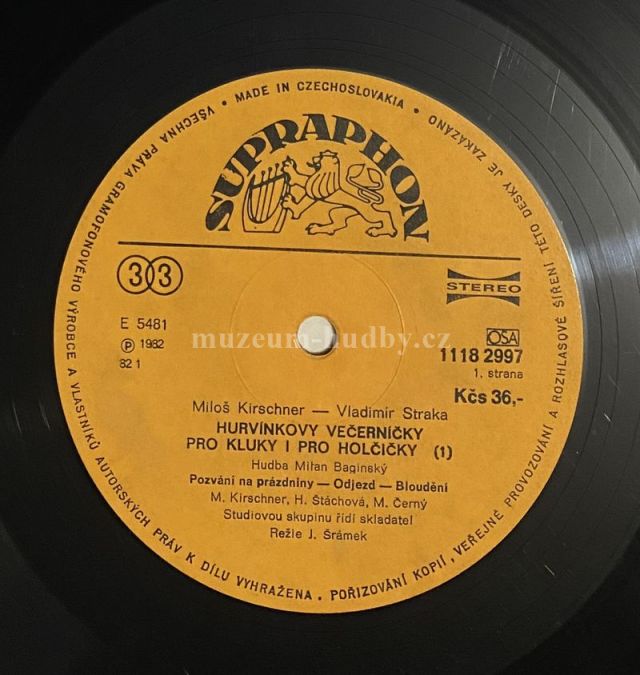 VŠECHNA PRÁVA GRAMOFONOVÉHO VÝROBCE A VLASTNÍKŮ AUTORSKÝCH PRÁV K DÍLU VYHRAŽENA. POŘIZOVÁNÍ KOPIÍ, VEŘEJNÉ PROVOZOVÁNÍ A ROZHLASOVÉ ŠÍŘENÍ TÉTO DESKY JE ZAKÁZÁNO
• MADE IN CZECHOSLOVAKIA •
SUPRAPHON
33
STEREO
E 5481
Ⓟ 1982
82 1
muzeum-hudby.cz
OSA
1118 2997
1. strana
Kčs 36,-
Miloš Kirschner — Vladimír Straka
HURVÍNKOVY VEČERNÍČKY
PRO KLUKY I PRO HOLČIČKY (1)
Hudba Milan Baginský
Pozvání na prázdniny — Odjezd — Bloudění
M. Kirschner, H. Štáchová, M. Černý
Studiovou skupinu řídí skladatel
Režie J. Šrámek